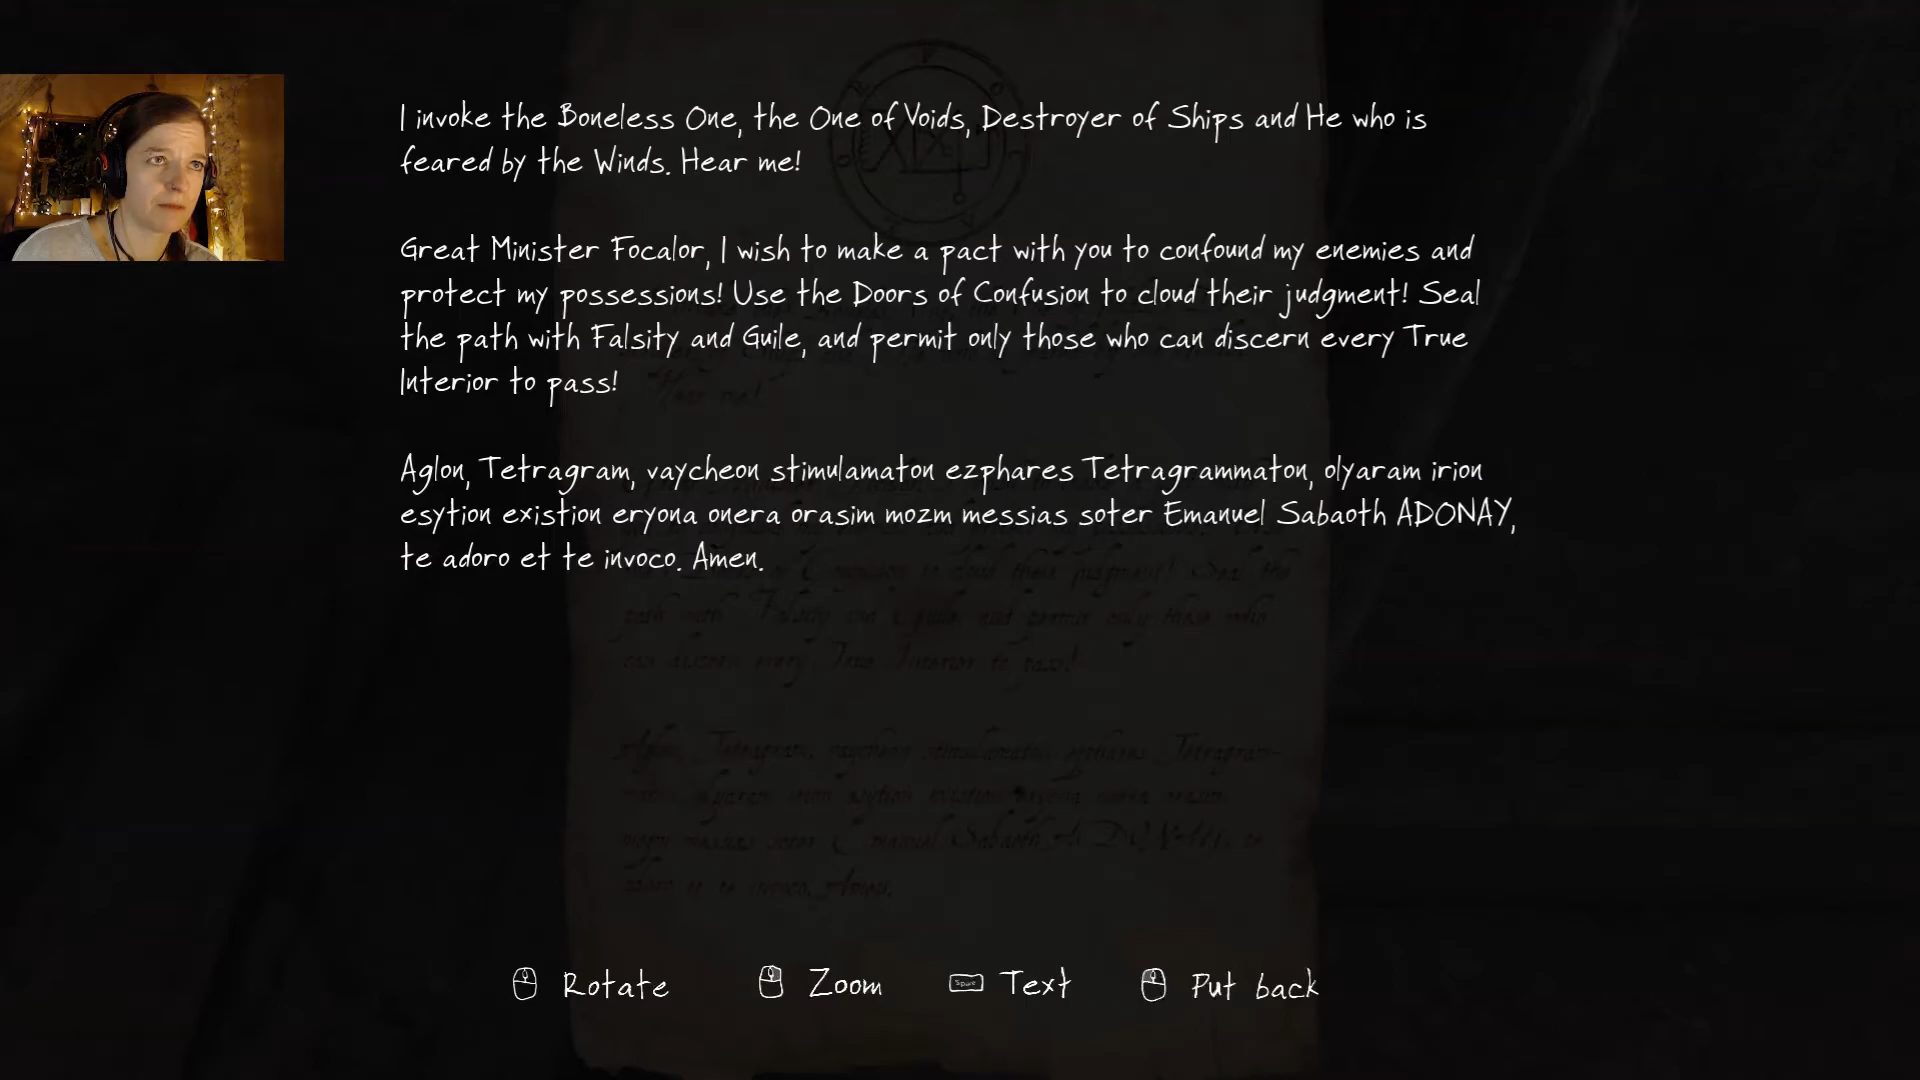 I invoke the Boneless One, the One of Voids, Destroyer of Ships and He who is
feared by the Winds. Hear me!
Great Minister Focalor, I wish to make a pact with you to confound my enemies and
protect my possessions! Use the Doors of Confusion to cloud their judgment! Seal
the path with Falsity and Guile, and permit only those who can discern every True
Interior to pass!
Aglon, Tetragram, vaycheon stimulamaton ezphares Tetragrammaton, olyaram irion
esytion existion eryona onera orasim mozm messias soter Emanuel Sabaoth ADONAY,
te adoro et te invoco. Amen.
Rotate Zoom Text Put back